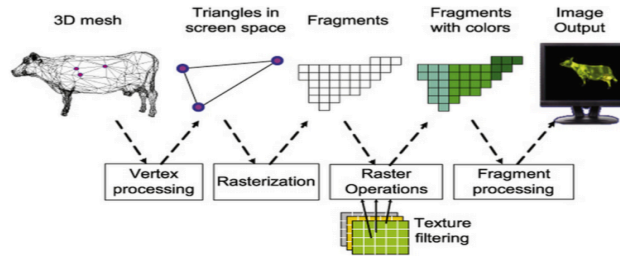 3D mesh
Triangles in
screen space
Fragments
Fragments
with colors
Image
Output
Vertex
processing
Rasterization
Raster
Operations
Fragment
processing
Texture
filtering